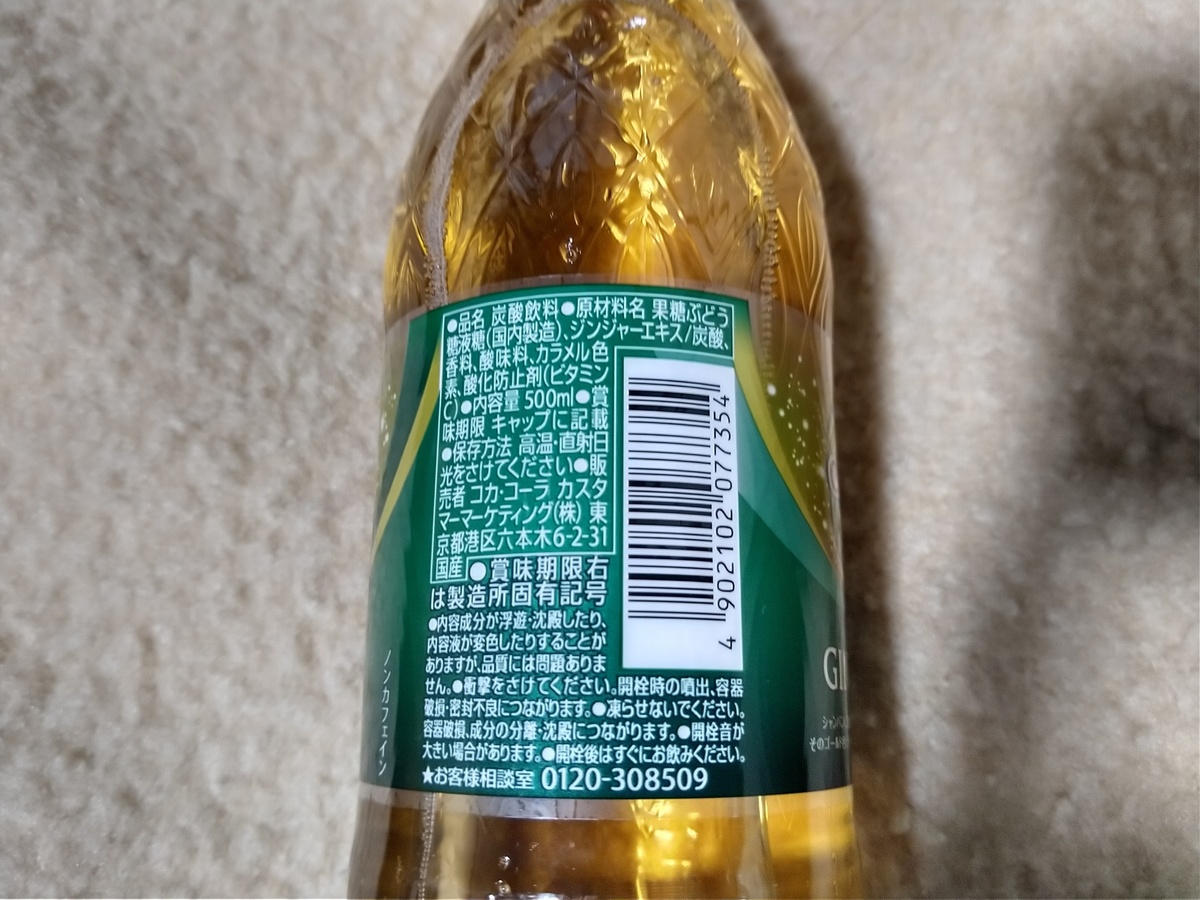 ●品名 炭酸飲料●原材料名 果糖ぶどう
糖液糖(国内製造)、ジンジャーエキス/炭酸、
香料、酸味料、カラメル色
素、酸化防止剤(ビタミン
C)●内容量 500ml●賞
味期限 キャップに記載
●保存方法 高温・直射日
光をさけてください●販
売者 コカ・コーラ カスタ
マーマーケティング(株) 東
京都港区六本木6-2-31
国産 ●賞味期限右
は製造所固有記号
●内容成分が浮遊・沈殿したり、
内容液が変色したりすることが
ありますが、品質には問題ありま
せん。●衝撃をさけてください。開栓時の噴出、容器
破損・密封不良につながります。●凍らせないでください。
容器破損、成分の分離・沈殿につながります。●開栓音が
大きい場合があります。●開栓後はすぐにお飲みください。
★お客様相談室 0120-308509
4 902102 077354
ノンカフェイン
GI